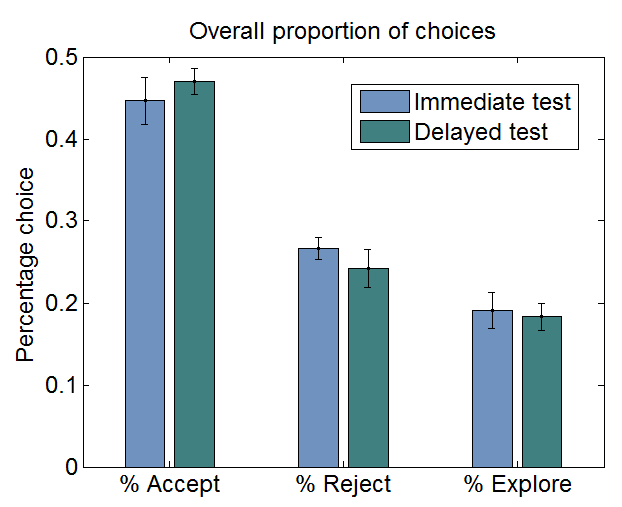 Overall proportion of choices
0.5
0.4
0.3
0.2
0.1
0
Percentage choice
Immediate test
Delayed test
% Accept
% Reject
% Explore